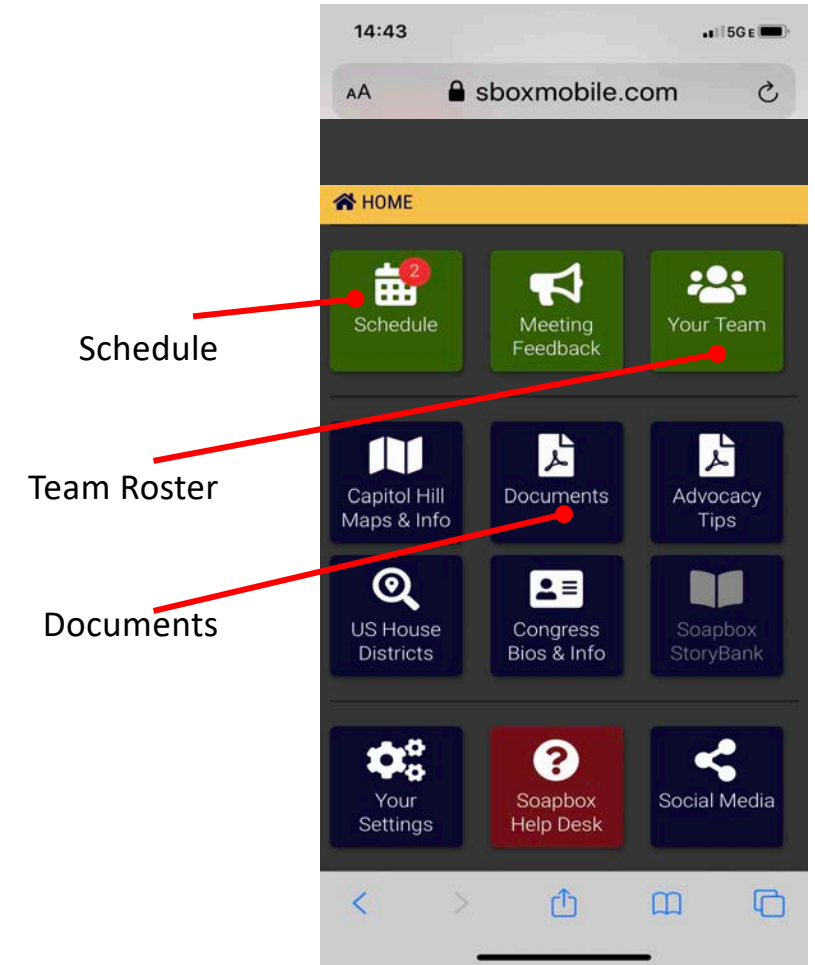 14:43
5G E
AA sboxmobile.com
HOME
2
Schedule
Meeting
Feedback
Your Team
Schedule
Capitol Hill
Maps & Info
Documents
Advocacy
Tips
Team Roster
US House
Districts
Congress
Bios & Info
Soapbox
StoryBank
Documents
Your
Settings
?
Soapbox
Help Desk
Social Media